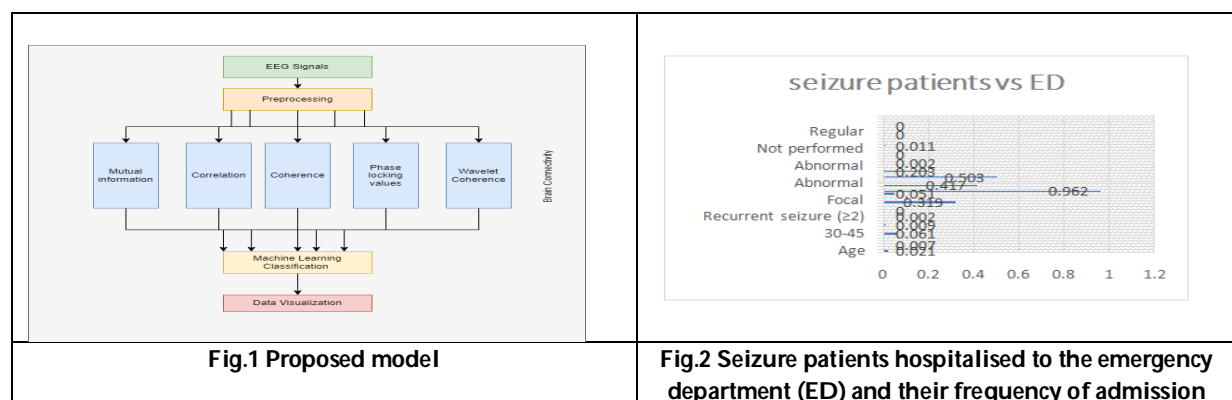 EEG Signals
Preprocessing
Mutual
information
Correlation
Coherence
Phase
locking
values
Wavelet
Coherence
Brain Connectivity
Machine Learning
Classification
Data Visualization
Fig.1 Proposed model
seizure patients vs ED
Regular
Not performed
Abnormal
Abnormal
Focal
Recurrent seizure (≥2)
30-45
Age
0
0
0.011
0
0.002
0.203
0.503
0.417
0.962
0.051
0.319
0
0.002
0.009
0.061
0.007
0.021
0 0.2 0.4 0.6 0.8 1 1.2
Fig.2 Seizure patients hospitalised to the emergency
department (ED) and their frequency of admission